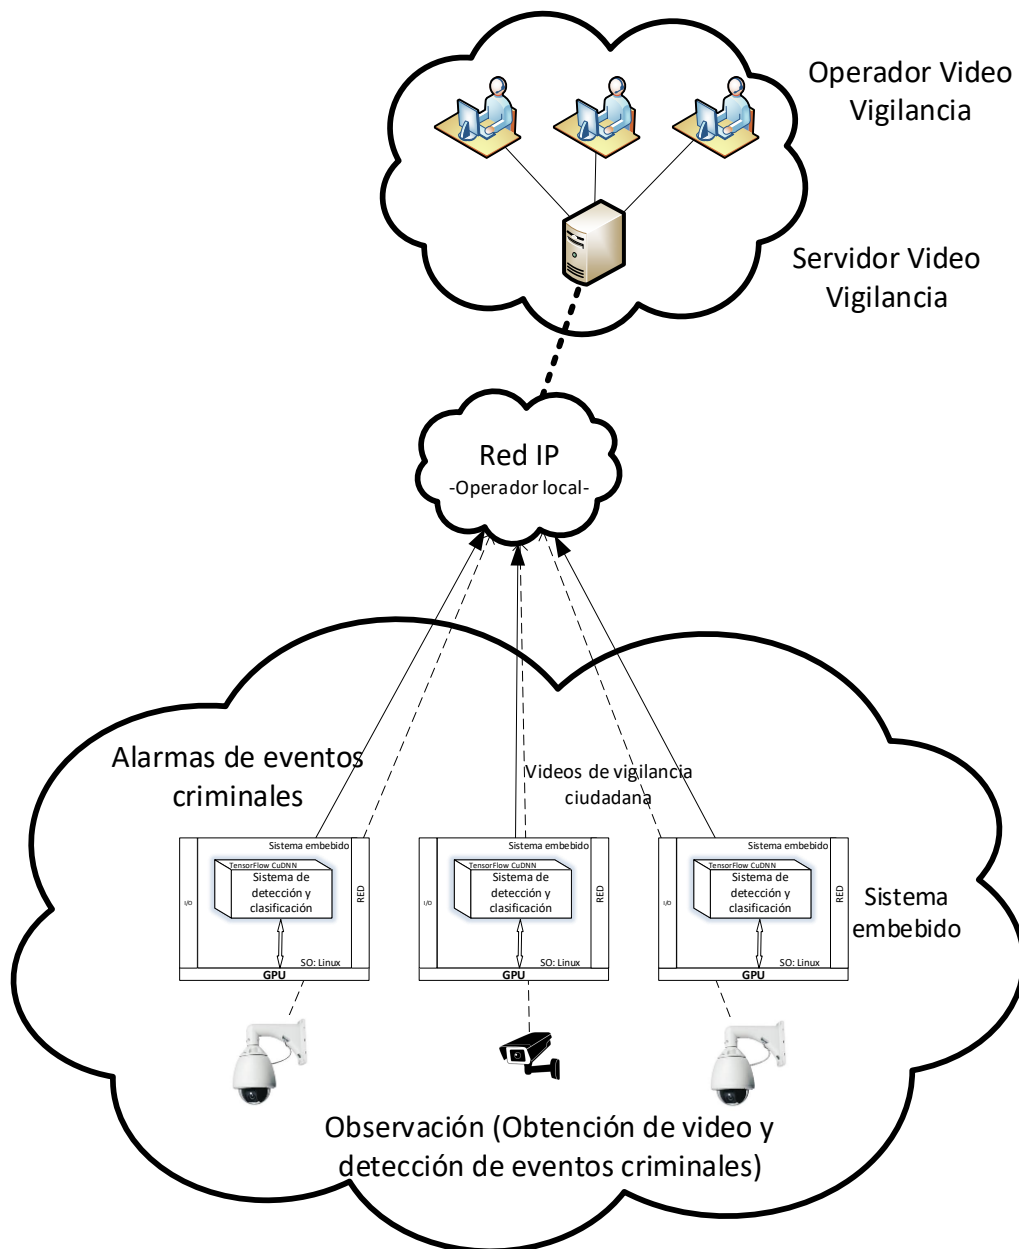 Operador Video
Vigilancia
Servidor Video
Vigilancia
Red IP
-Operador local-
Alarmas de eventos
criminales
Videos de vigilancia
ciudadana
Sistema embebido
TensorFlow CuDNN
Sistema de
detección y
clasificación
I/O
RED
SO: Linux
GPU
Sistema embebido
TensorFlow CuDNN
Sistema de
detección y
clasificación
I/O
RED
SO: Linux
GPU
Sistema embebido
TensorFlow CuDNN
Sistema de
detección y
clasificación
I/O
RED
SO: Linux
GPU
Sistema
embebido
Observación (Obtención de video y
detección de eventos criminales)